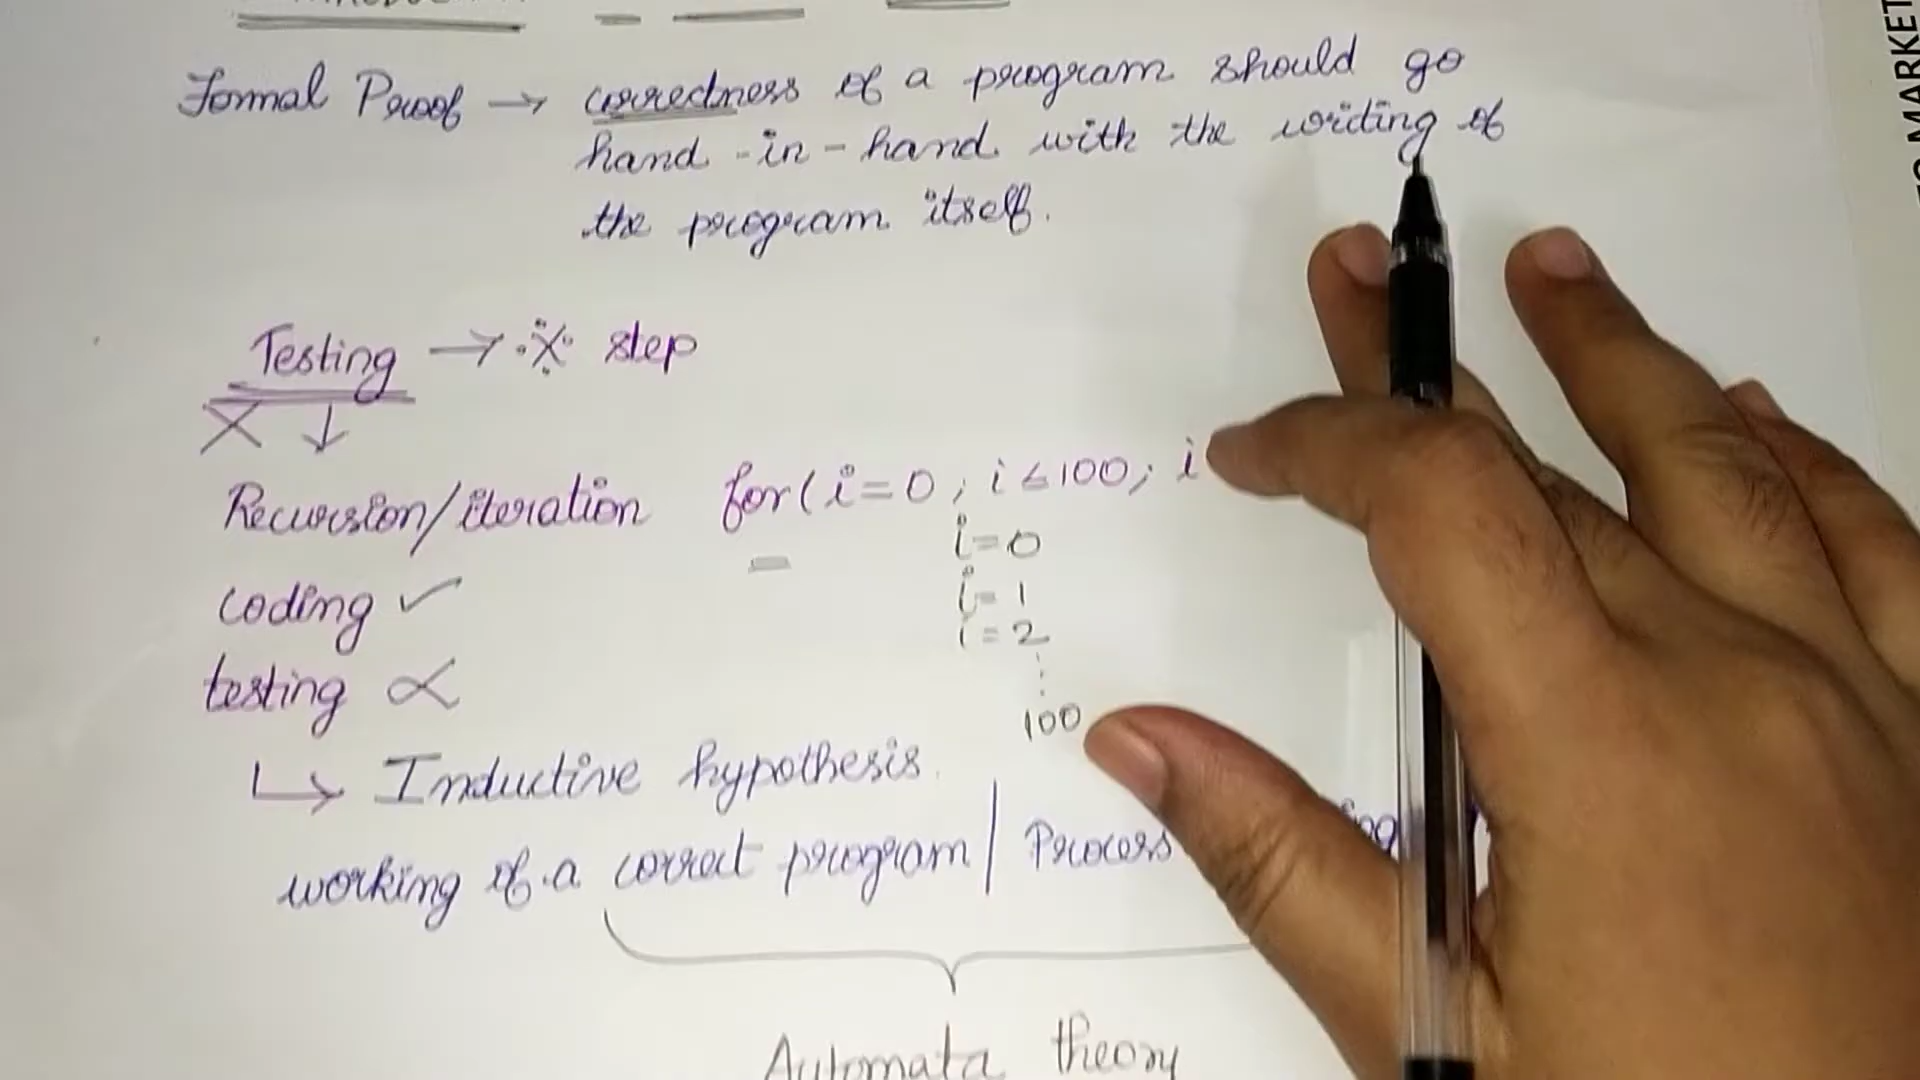 Formal Proof → correctness of a program should go
hand-in-hand with the writing of
the program itself.
Testing → step
X ↓
Recursion/iteration for(i=0; i≤100; i
i=0
i=1
i=2
⋮
100
coding ✓
testing
↳ Inductive hypothesis.
working of a correct program | Process
Automata theory
MARKET